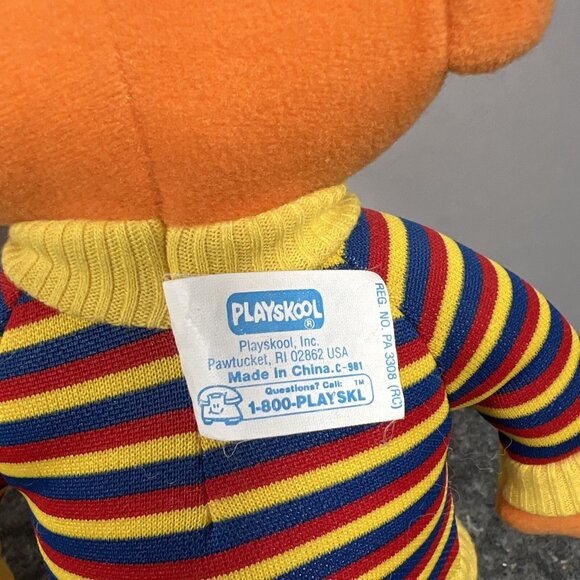 PLAYSKOOL®
Playskool, Inc.
Pawtucket, RI 02862 USA
Made in China. C-981
Questions? Call: ™
1-800-PLAYSKL
REG. NO. PA 3308 (RC)